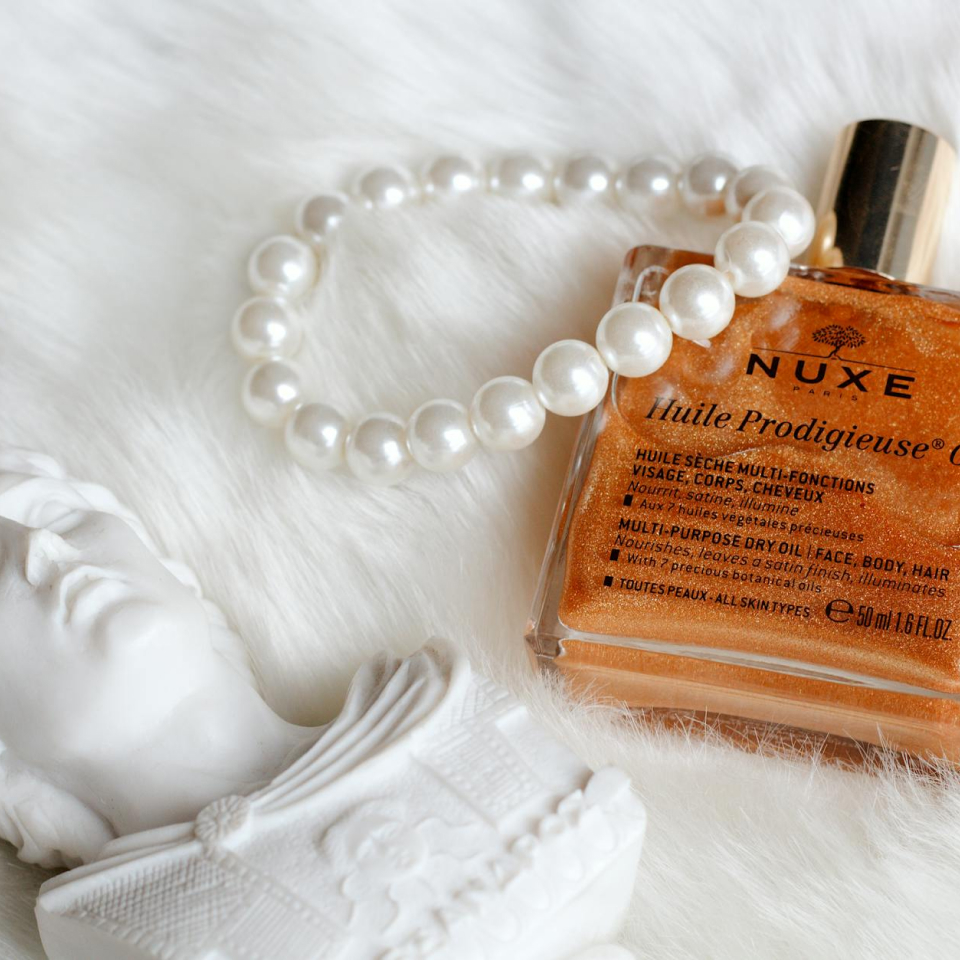 NUXE
PARIS
Huile Prodigieuse®
HUILE SÈCHE MULTI-FONCTIONS
VISAGE, CORPS, CHEVEUX
Nourrit, satine, illumine
Aux 7 huiles végétales précieuses
MULTI-PURPOSE DRY OIL | FACE, BODY, HAIR
Nourishes, leaves a satin finish, illuminates
With 7 precious botanical oils
TOUTES PEAUX - ALL SKIN TYPES ℮ 50 ml 1.6 FL.OZ.